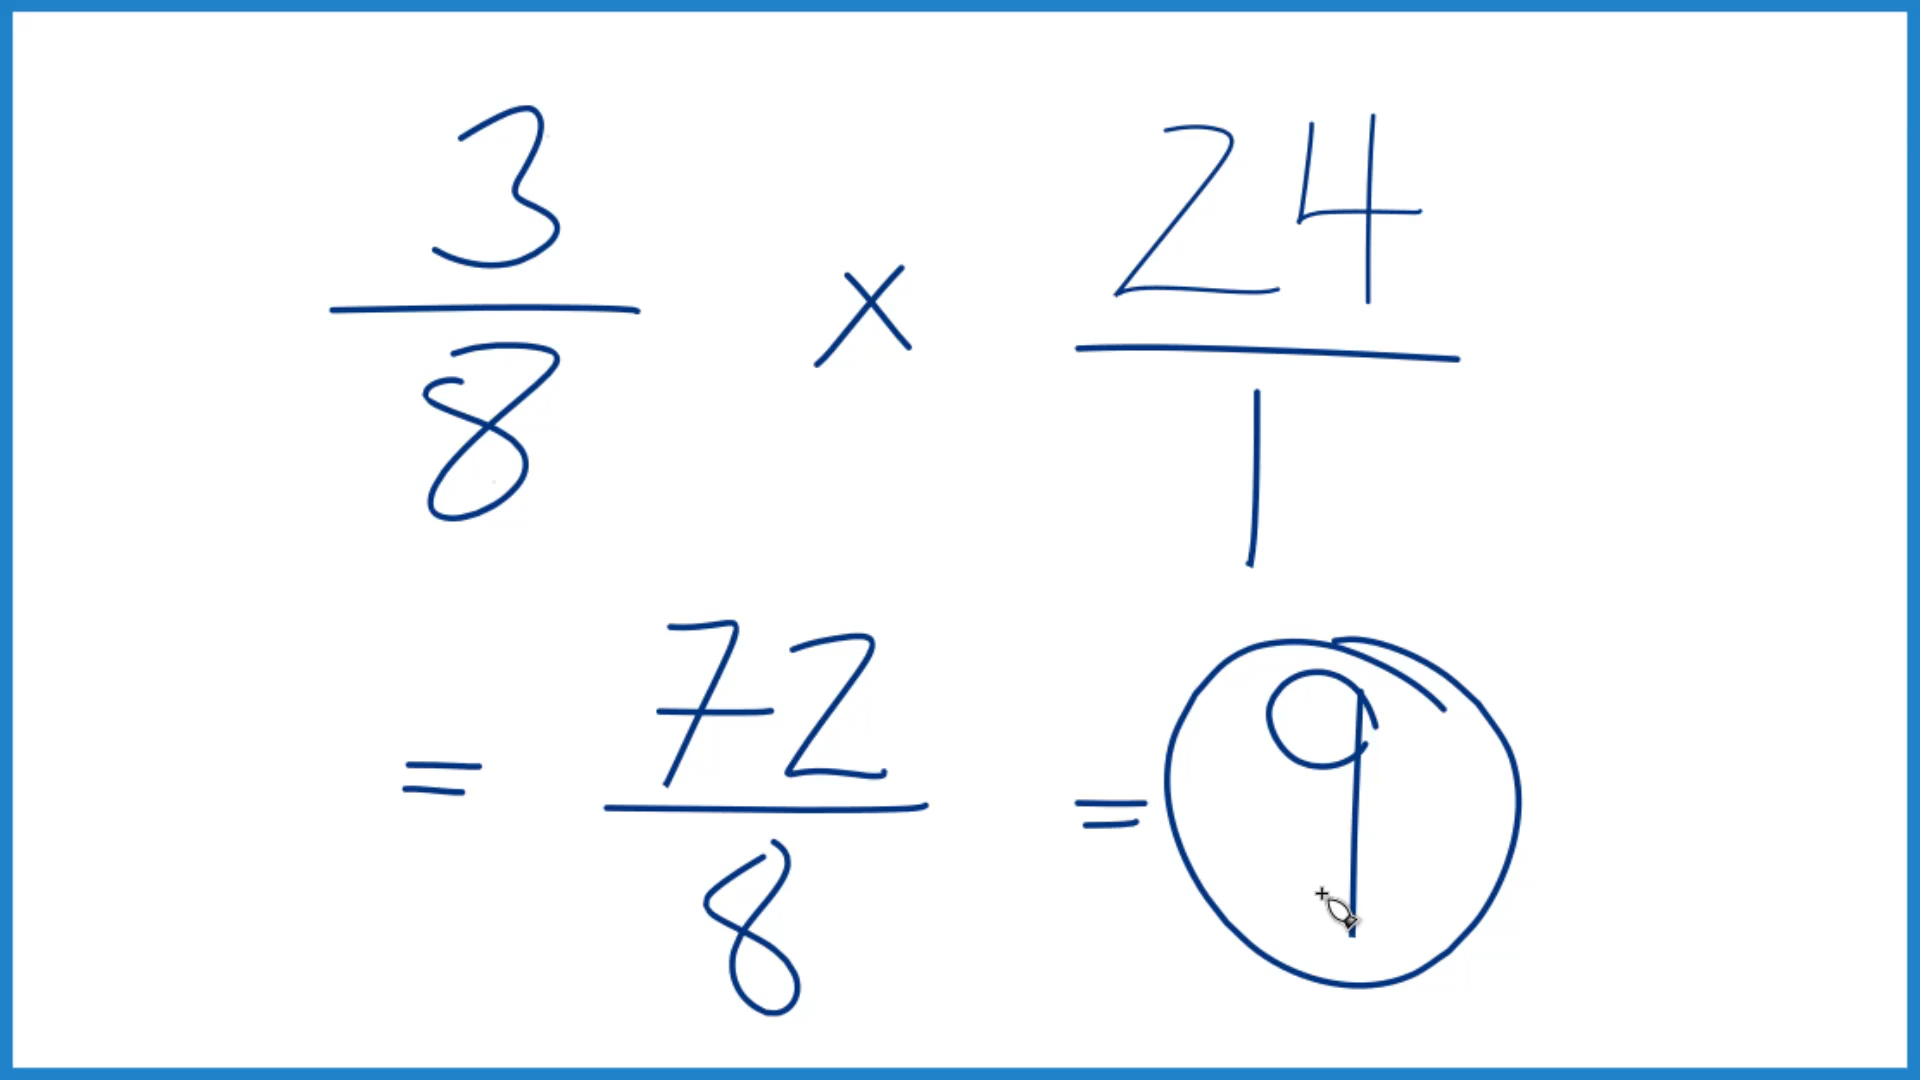 3/8 × 24/1
= 72/8 = 9